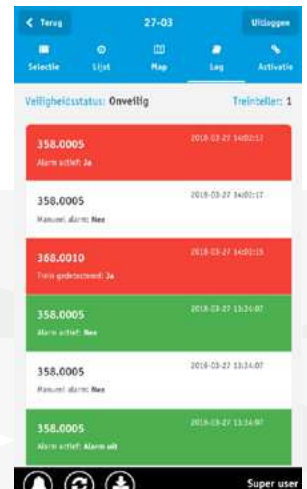 Terug 27-03 Uitloggen
Selectie Lijst Map Log Activatie
Veiligheidsstatus: Onveilig Treinteller: 1
358.0005 2018-03-27 14:02:17
Alarm actief: Ja
358.0005 2018-03-27 14:02:17
Manueel alarm: Nee
368.0010 2018-03-27 14:02:15
Trein gedetecteerd: Ja
358.0005 2018-03-27 13:34:07
Alarm actief: Nee
358.0005 2018-03-27 13:34:07
Manueel alarm: Nee
358.0005 2018-03-27 13:34:07
Alarm actief: Alarm uit
Super user